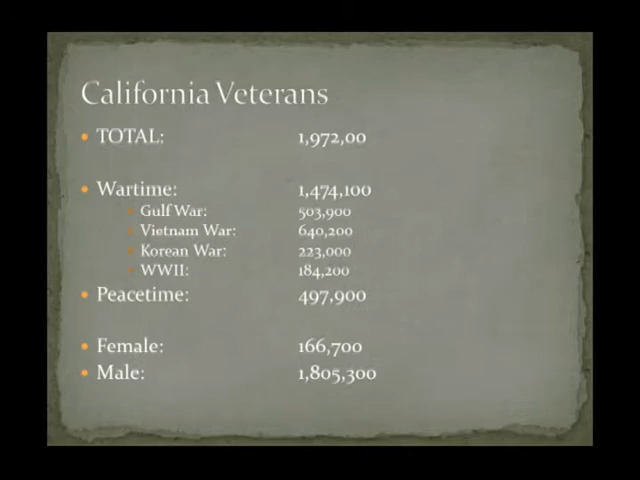 California Veterans
TOTAL: 1,972,00
Wartime: 1,474,100
Gulf War: 503,900
Vietnam War: 640,200
Korean War: 223,000
WWII: 184,200
Peacetime: 497,900
Female: 166,700
Male: 1,805,300